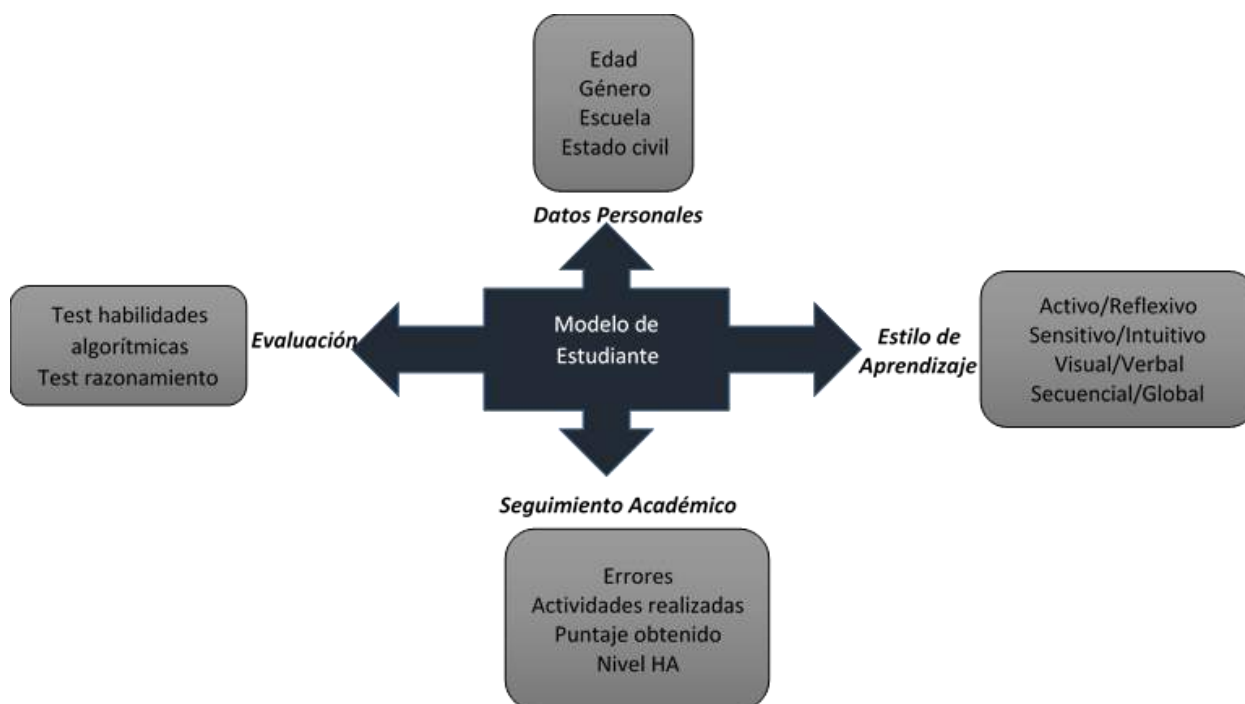 Edad
Género
Escuela
Estado civil
Datos Personales
Test habilidades
algorítmicas
Test razonamiento
Evaluación
Modelo de
Estudiante
Estilo de
Aprendizaje
Activo/Reflexivo
Sensitivo/Intuitivo
Visual/Verbal
Secuencial/Global
Seguimiento Académico
Errores
Actividades realizadas
Puntaje obtenido
Nivel HA